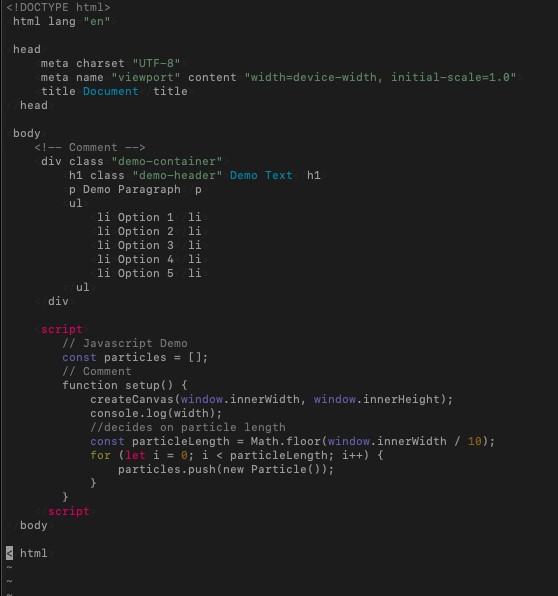 <!DOCTYPE html>
<html lang="en">
<head>
<meta charset="UTF-8">
<meta name="viewport" content="width=device-width, initial-scale=1.0">
<title>Document</title>
</head>
<body>
<!-- Comment -->
<div class="demo-container">
<h1 class="demo-header">Demo Text</h1>
<p>Demo Paragraph</p>
<ul>
<li>Option 1</li>
<li>Option 2</li>
<li>Option 3</li>
<li>Option 4</li>
<li>Option 5</li>
</ul>
</div>
<script>
// Javascript Demo
const particles = [];
// Comment
function setup() {
createCanvas(window.innerWidth, window.innerHeight);
console.log(width);
//decides on particle length
const particleLength = Math.floor(window.innerWidth / 10);
for (let i = 0; i < particleLength; i++) {
particles.push(new Particle());
}
}
</script>
</body>
</html>
~
~
~